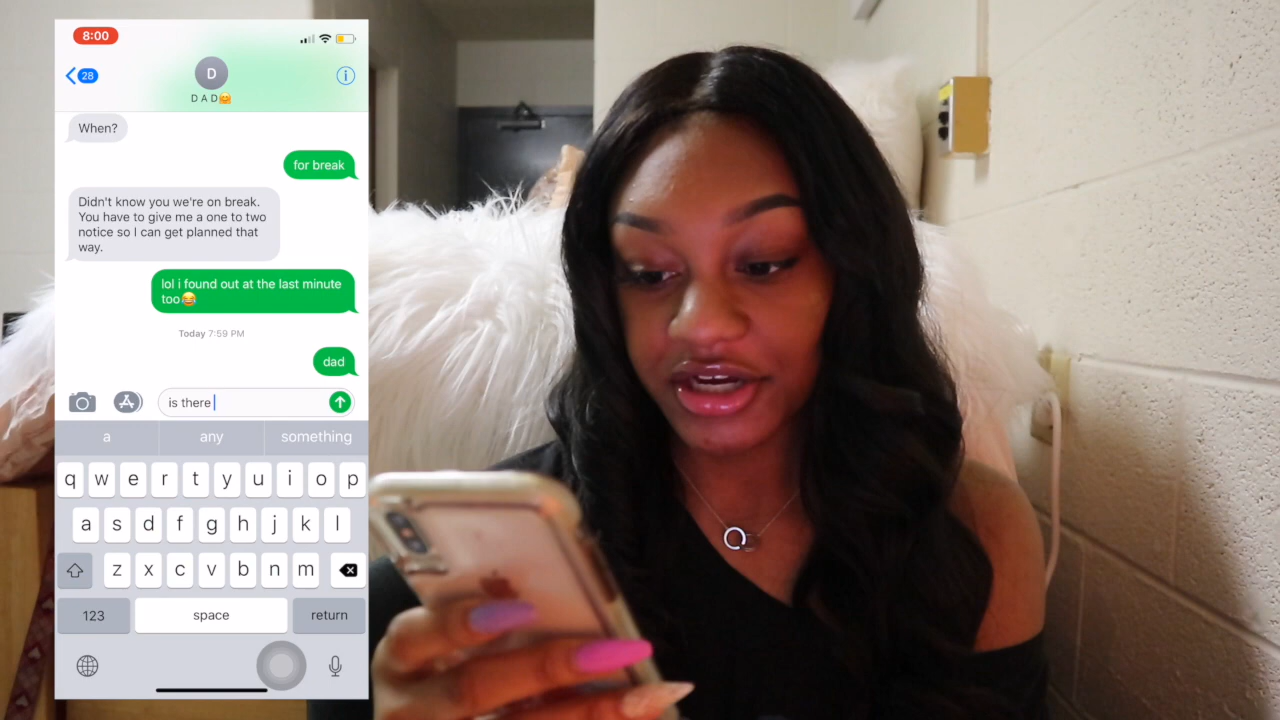 8:00
28
D
D A D🤗
When?
for break
Didn't know you we're on break.
You have to give me a one to two
notice so I can get planned that
way.
lol i found out at the last minute
too😂
Today 7:59 PM
dad
is there
a any something
q w e r t y u i o p
a s d f g h j k l
z x c v b n m
123 space return